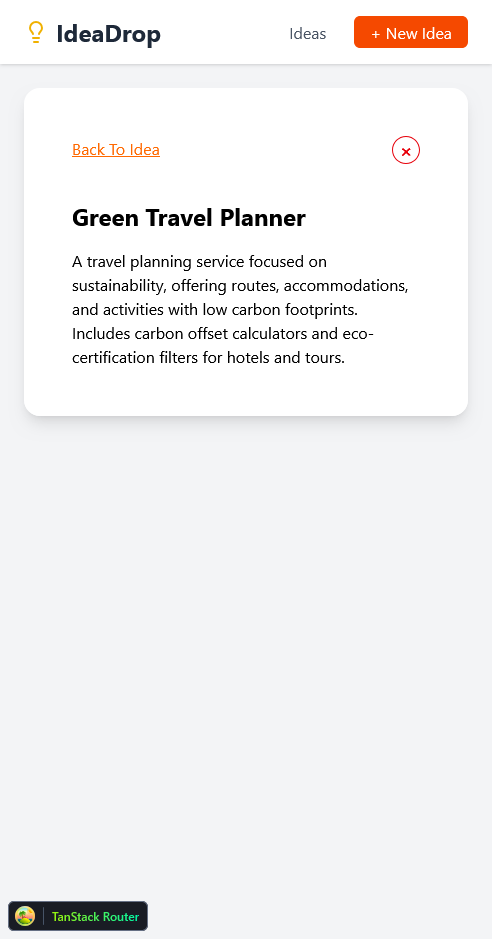 IdeaDrop
Ideas
+ New Idea
Back To Idea
×
Green Travel Planner
A travel planning service focused on
sustainability, offering routes, accommodations,
and activities with low carbon footprints.
Includes carbon offset calculators and eco-
certification filters for hotels and tours.
TanStack Router